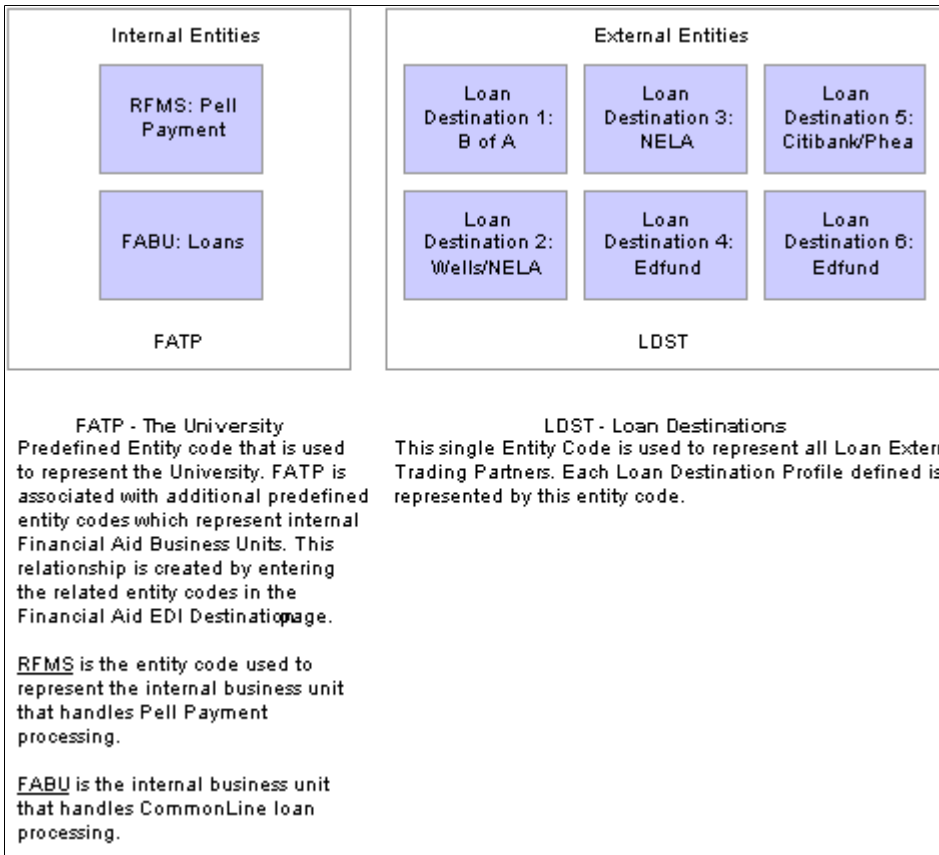 Internal Entities
RFMS: Pell
Payment
FABU: Loans
FATP
External Entities
Loan
Destination 1:
B of A
Loan
Destination 3:
NELA
Loan
Destination 5:
Citibank/Phea
Loan
Destination 2:
Wells/NELA
Loan
Destination 4:
Edfund
Loan
Destination 6:
Edfund
LDST
FATP - The University
Predefined Entity code that is used
to represent the University. FATP is
associated with additional predefined
entity codes which represent internal
Financial Aid Business Units. This
relationship is created by entering
the related entity codes in the
Financial Aid EDI Destination page.
RFMS is the entity code used to
represent the internal business unit
that handles Pell Payment
processing.
FABU is the internal business unit
that handles CommonLine loan
processing.
LDST - Loan Destinations
This single Entity Code is used to represent all Loan Extern
Trading Partners. Each Loan Destination Profile defined is
represented by this entity code.